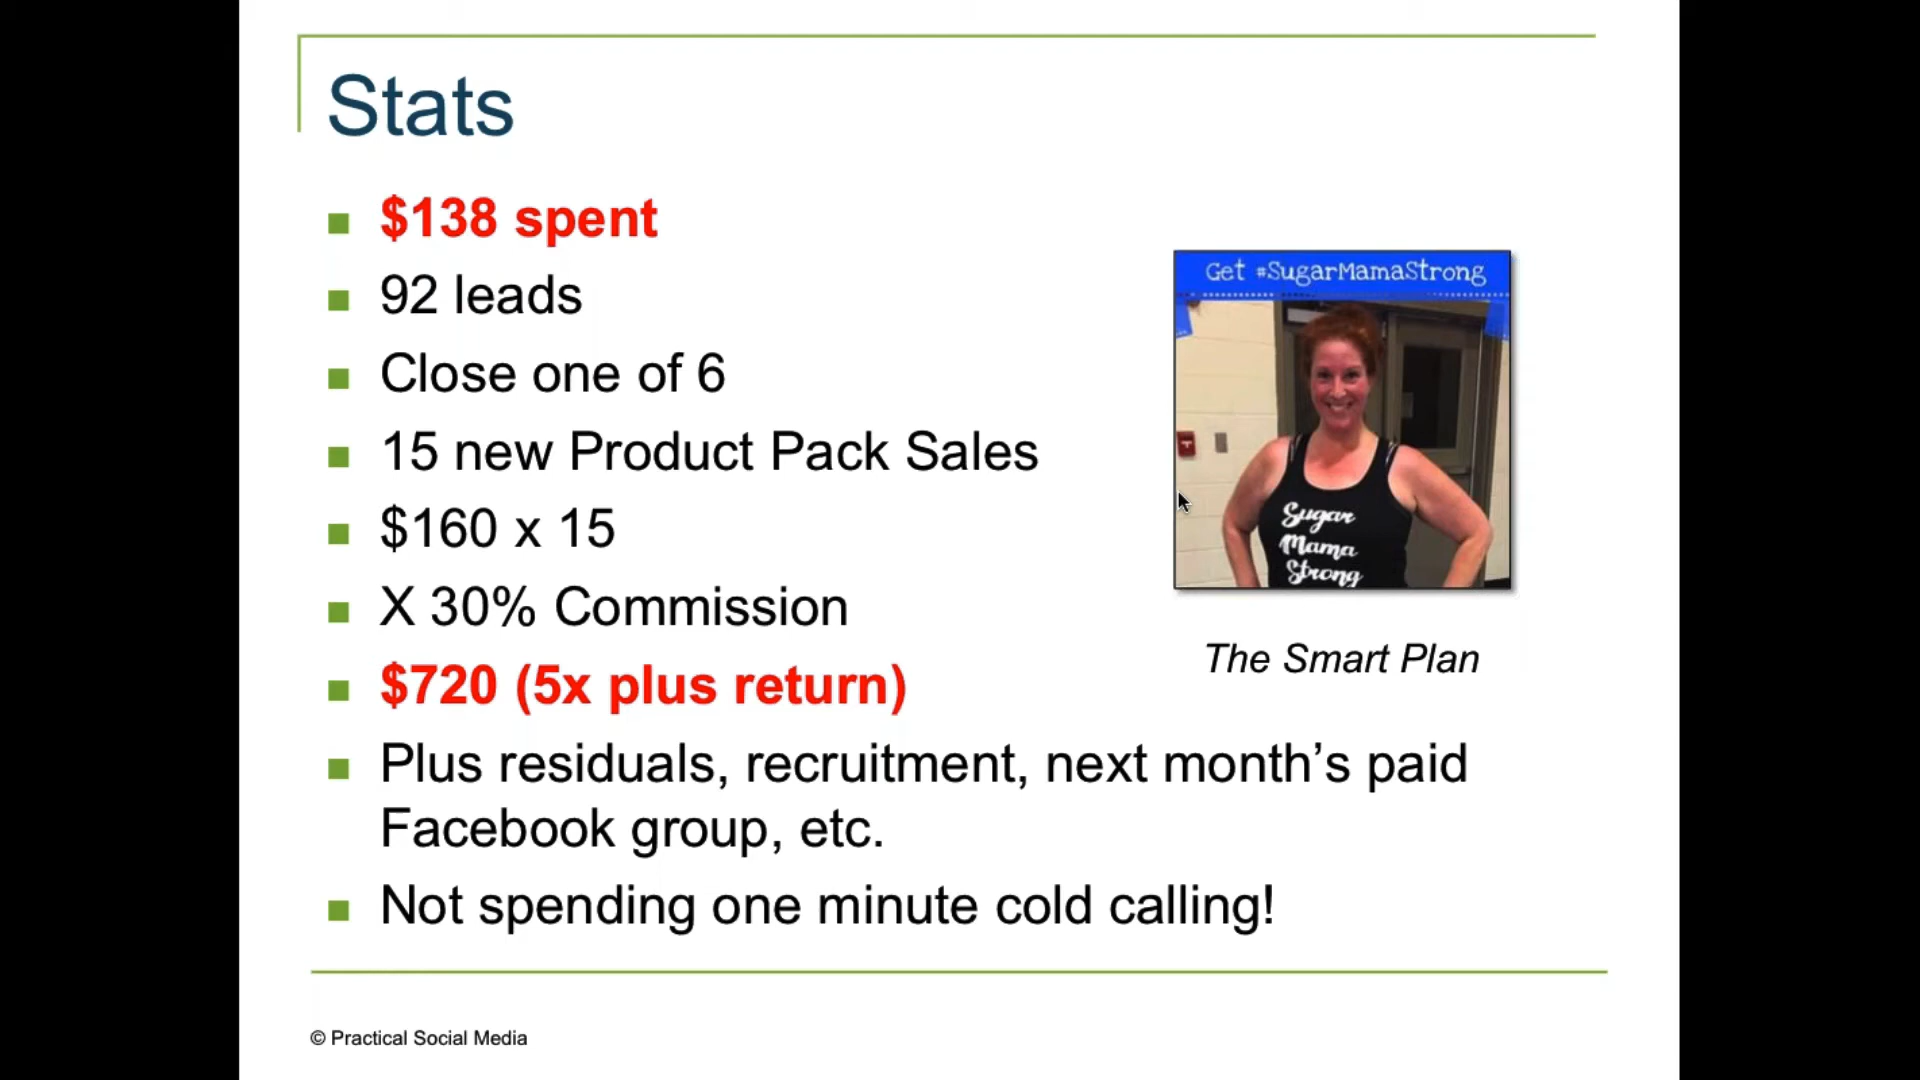 Stats
$138 spent
92 leads
Close one of 6
15 new Product Pack Sales
$160 x 15
X 30% Commission
$720 (5x plus return)
Plus residuals, recruitment, next month’s paid
Facebook group, etc.
Not spending one minute cold calling!
Get #SugarMamaStrong
Sugar
Mama
Strong
The Smart Plan
© Practical Social Media